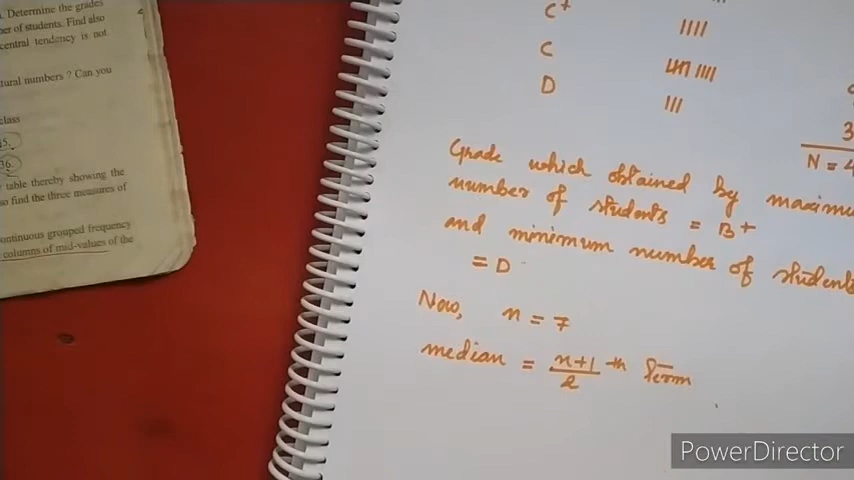 . Determine the grades
ber of students. Find also
central tendency is not
tural numbers ? Can you
class
45.
36.
table thereby showing the
so find the three measures of
ontinuous grouped frequency
columns of mid-values of the
C+ ||||
C
D |||
3
N = 4
Grade which obtained by maximu
number of students = B+
and minimum number of students
= D
Now, n = 7
median = n+1/2 th term
PowerDirector